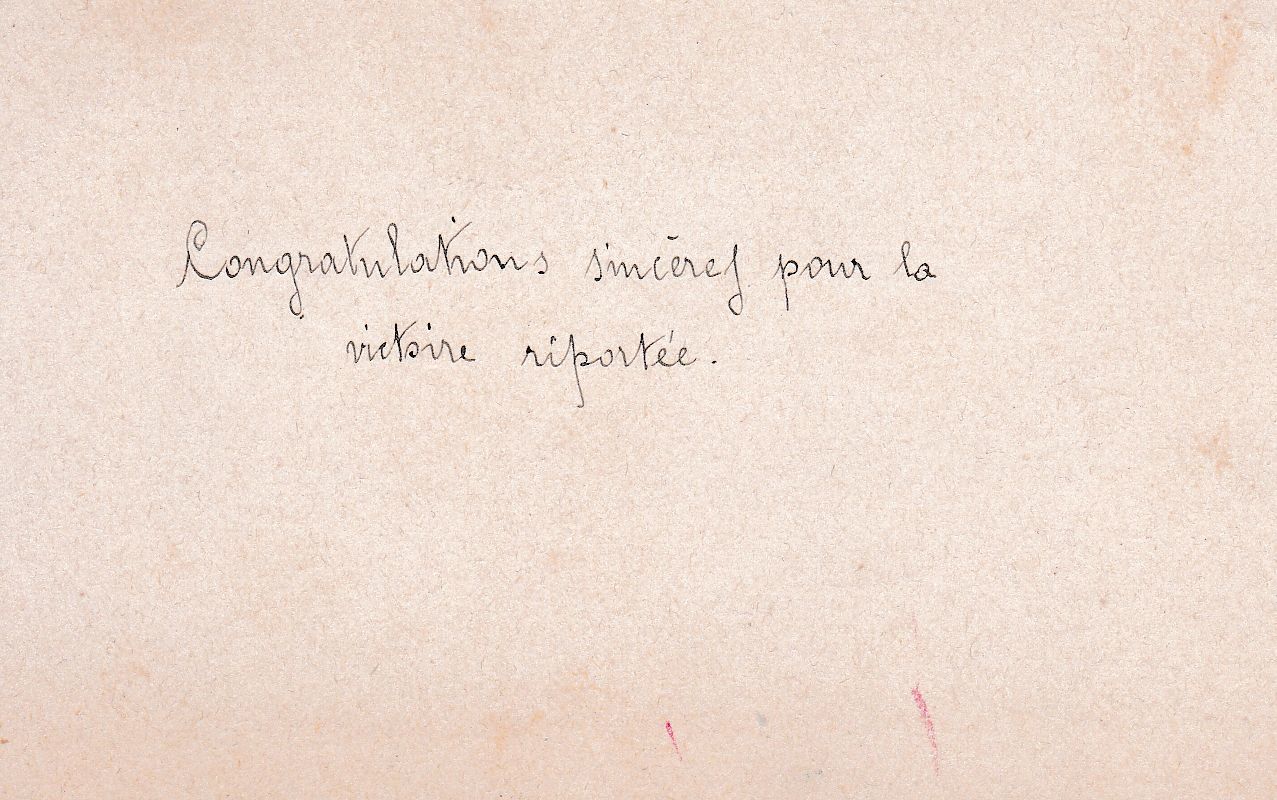 Congratulations sincères pour la
victoire riportée.